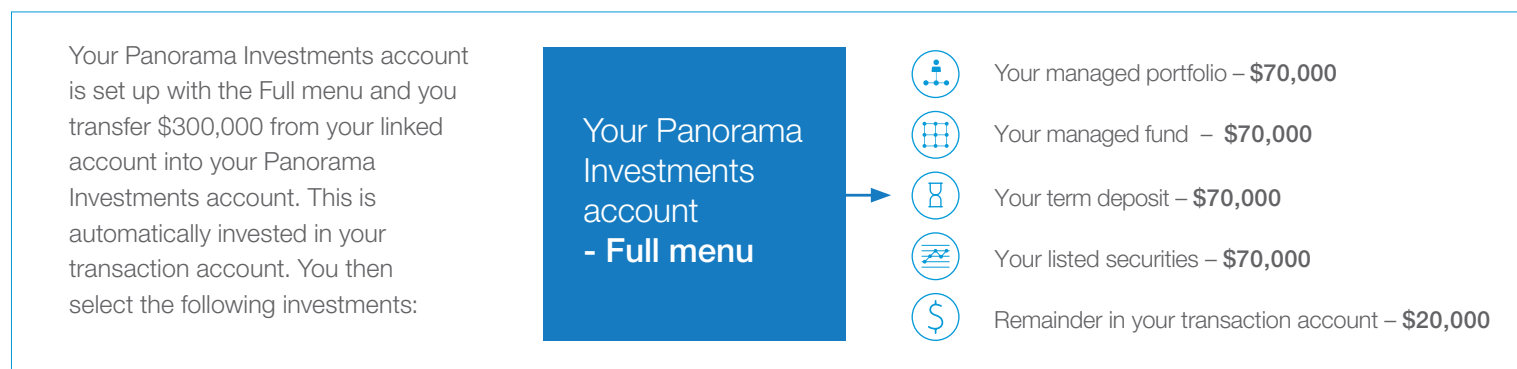 Your Panorama Investments account
is set up with the Full menu and you
transfer $300,000 from your linked
account into your Panorama
Investments account. This is
automatically invested in your
transaction account. You then
select the following investments:
Your Panorama
Investments
account
- Full menu
Your managed portfolio – $70,000
Your managed fund – $70,000
Your term deposit – $70,000
Your listed securities – $70,000
Remainder in your transaction account – $20,000